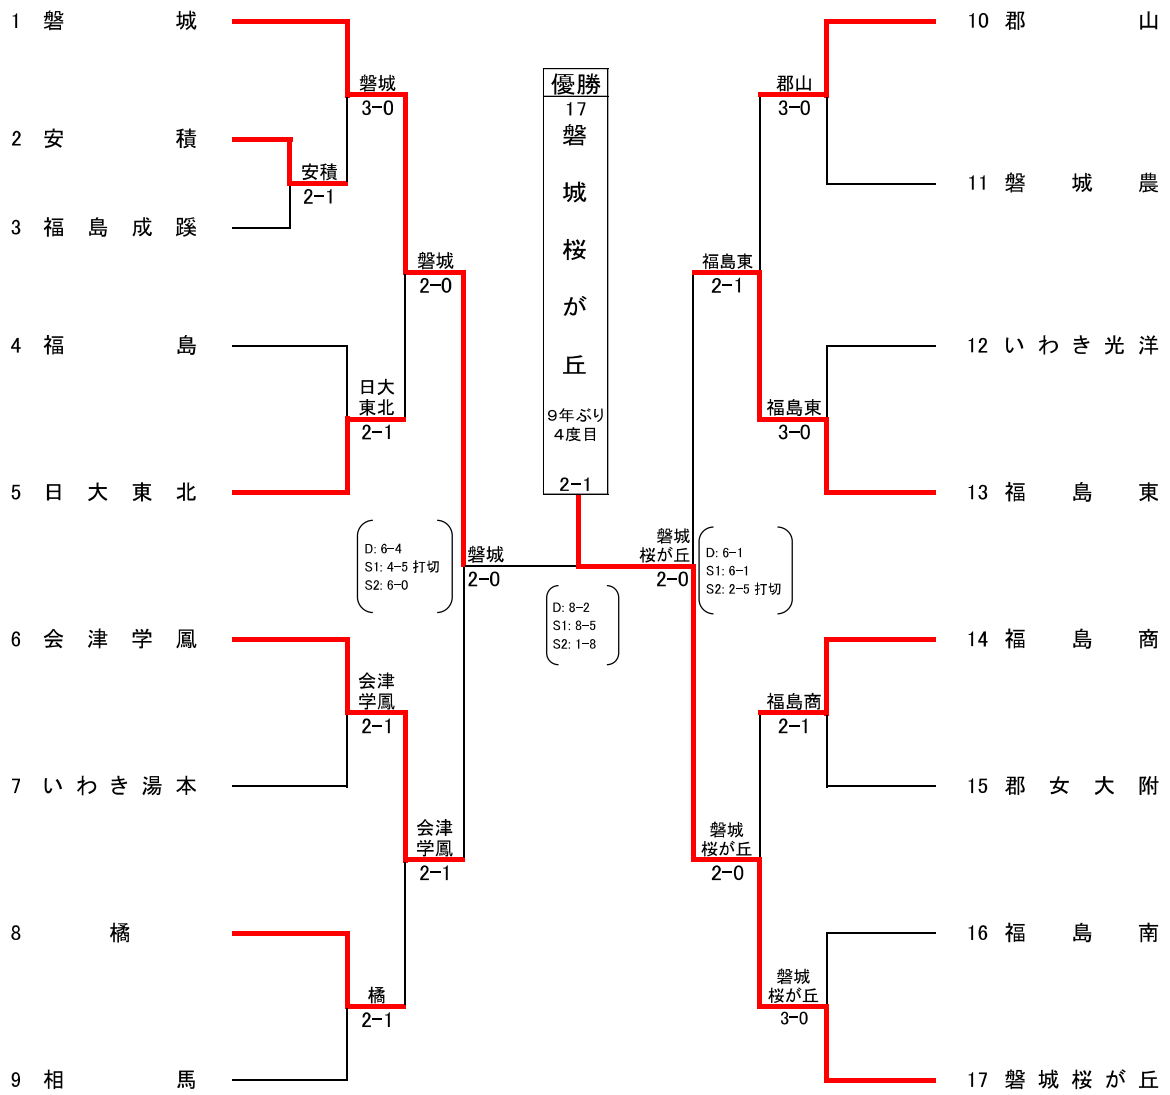 1 磐城
2 安積
3 福島成蹊
4 福島
5 日大東北
6 会津学鳳
7 いわき湯本
8 橘
9 相馬
安積
2-1
磐城
3-0
日大
東北
2-1
会津
学鳳
2-1
橘
2-1
磐城
2-0
会津
学鳳
2-1
D: 6-4
S1: 4-5 打切
S2: 6-0
磐城
2-0
優勝
17
磐城桜が丘
9年ぶり
4度目
2-1
D: 8-2
S1: 8-5
S2: 1-8
磐城
桜が丘
2-0
D: 6-1
S1: 6-1
S2: 2-5 打切
福島東
2-1
磐城
桜が丘
2-0
郡山
3-0
福島東
3-0
福島商
2-1
磐城
桜が丘
3-0
10 郡山
11 磐城農
12 いわき光洋
13 福島東
14 福島商
15 郡女大附
16 福島南
17 磐城桜が丘